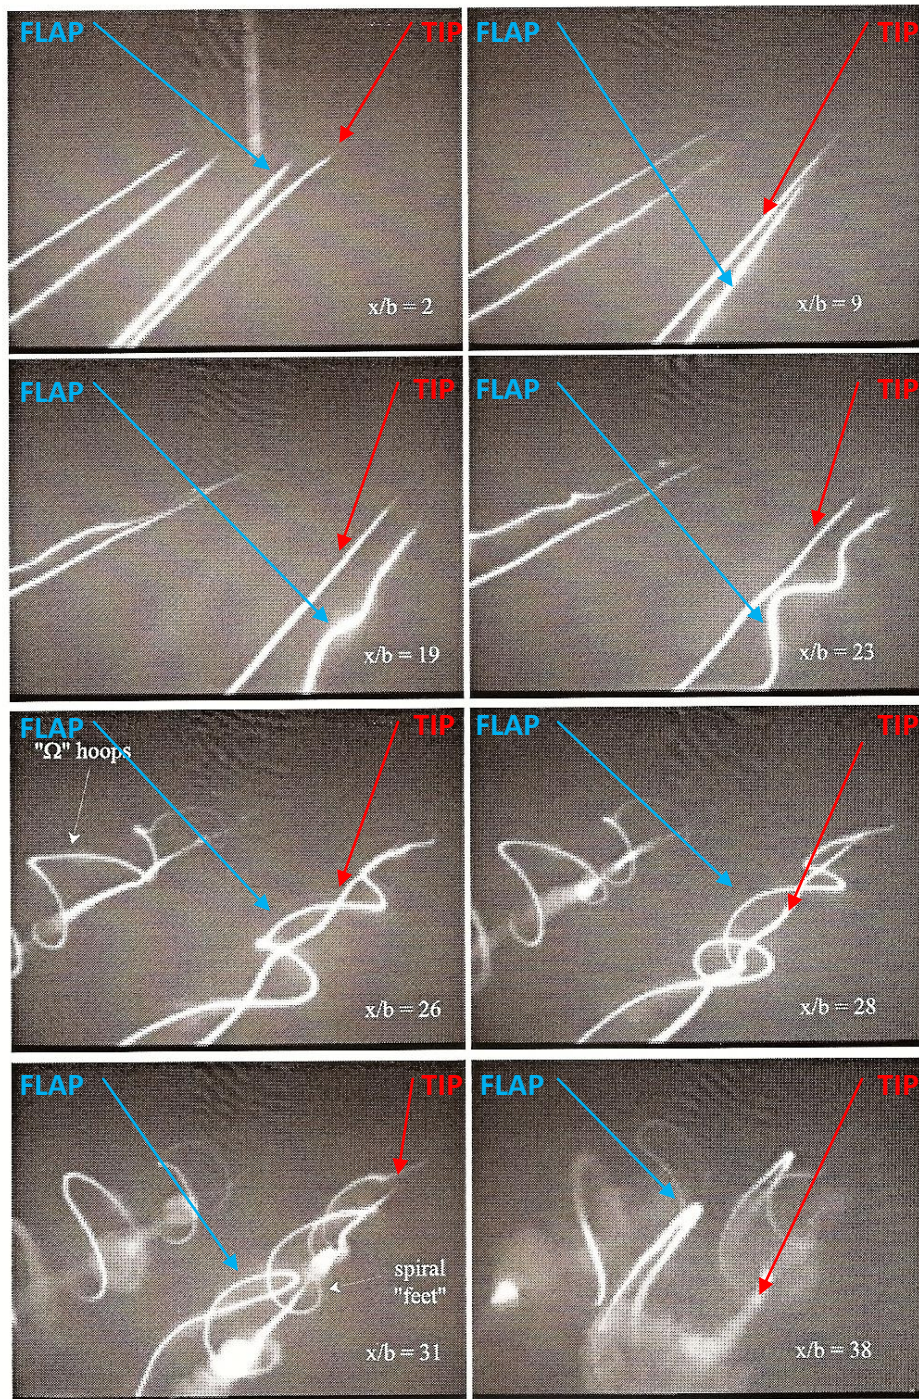 FLAP TIP FLAP TIP
x/b = 2 x/b = 9
FLAP TIP FLAP TIP
x/b = 19 x/b = 23
FLAP TIP FLAP TIP
"Ω" hoops
x/b = 26 x/b = 28
FLAP TIP FLAP TIP
spiral
"feet"
x/b = 31 x/b = 38